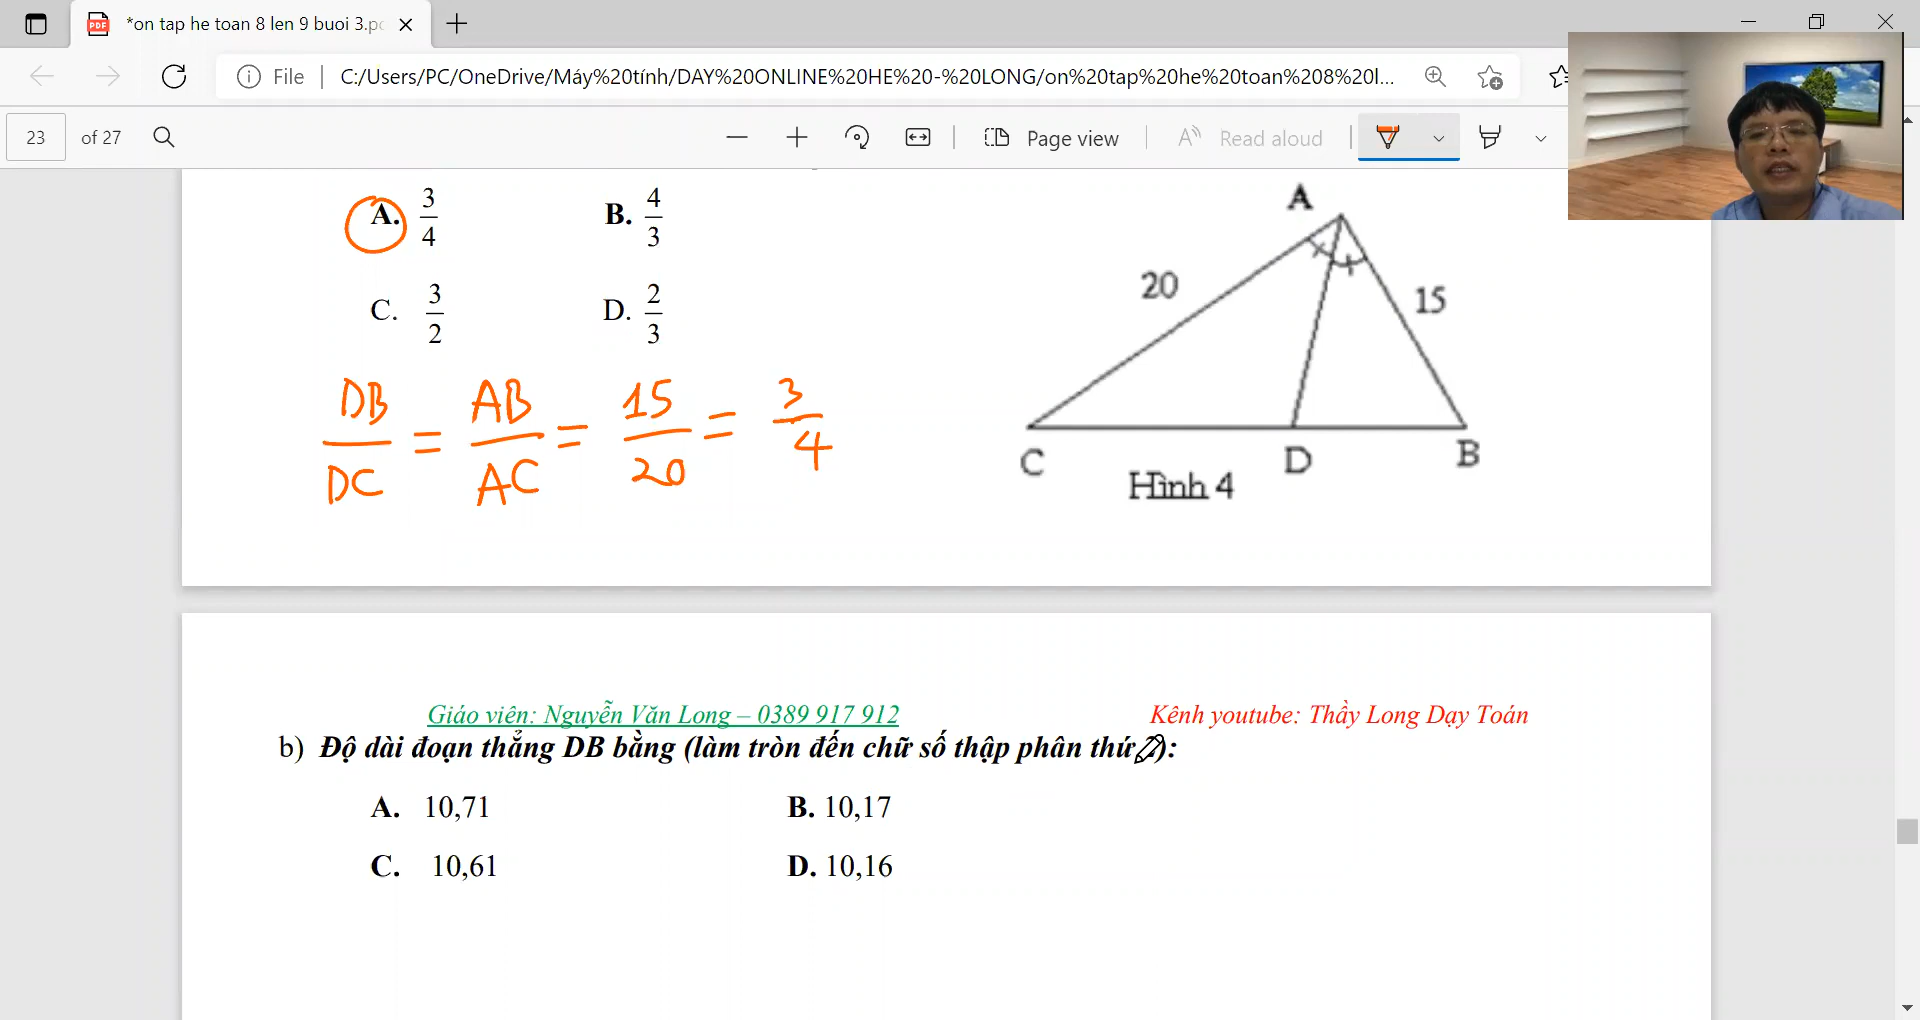 *on tap he toan 8 len 9 buoi 3.pd
File
C:/Users/PC/OneDrive/Máy%20tính/DAY%20ONLINE%20HE%20-%20LONG/on%20tap%20he%20toan%208%20l...
23 of 27
Page view
Read aloud
A. 3/4
B. 4/3
C. 3/2
D. 2/3
DB/DC = AB/AC = 15/20 = 3/4
A
20
15
C
D
B
Hình 4
Giáo viên: Nguyễn Văn Long – 0389 917 912
Kênh youtube: Thầy Long Dạy Toán
b) Độ dài đoạn thẳng DB bằng (làm tròn đến chữ số thập phân thứ 2):
A. 10,71
B. 10,17
C. 10,61
D. 10,16